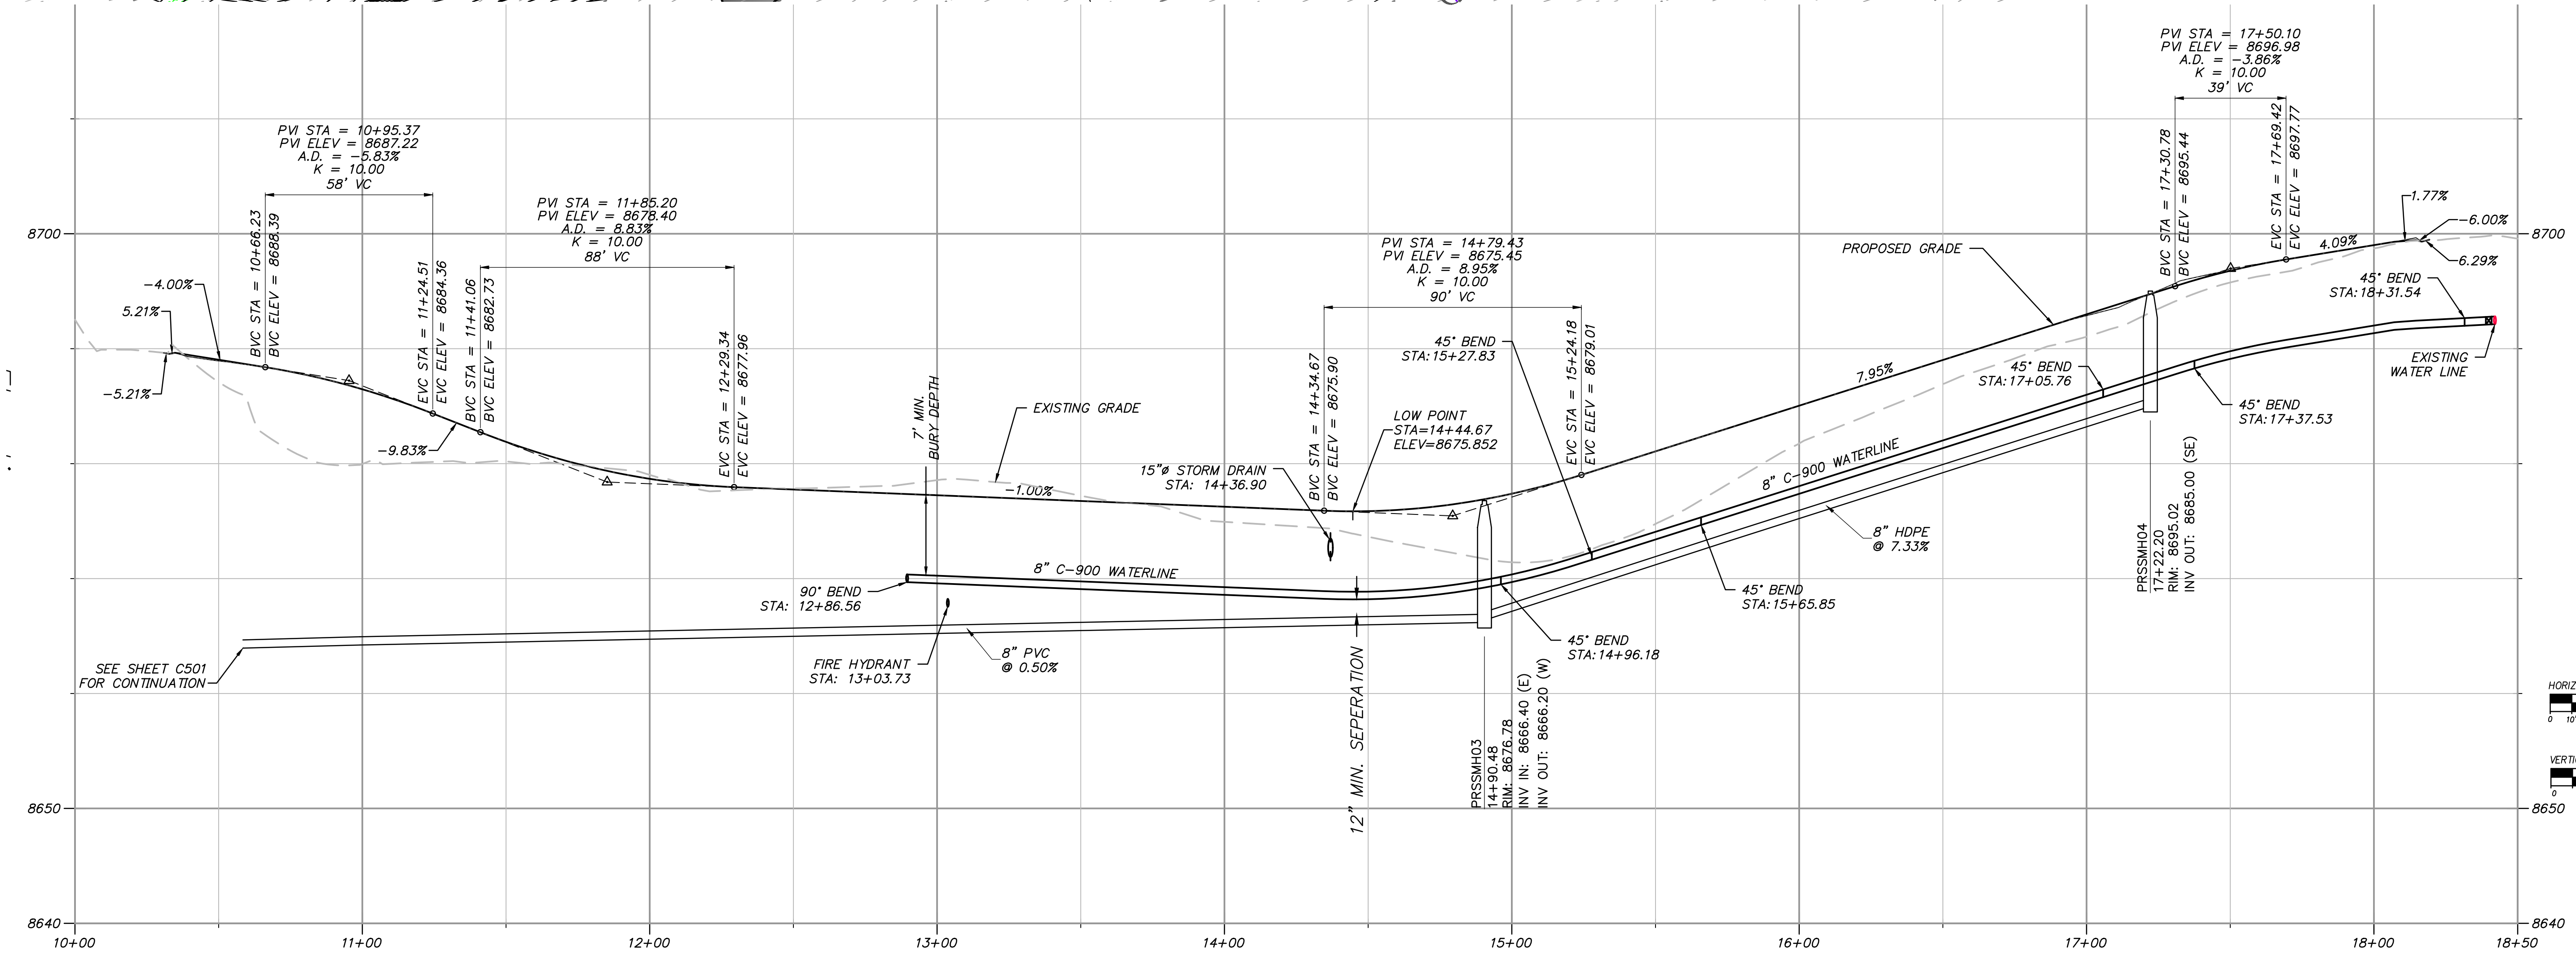 PVI STA = 10+95.37
PVI ELEV = 8687.22
A.D. = -5.83%
K = 10.00
58' VC
BVC STA = 10+66.23
BVC ELEV = 8688.39
EVC STA = 11+24.51
EVC ELEV = 8684.36
PVI STA = 11+85.20
PVI ELEV = 8678.40
A.D. = 8.83%
K = 10.00
88' VC
BVC STA = 11+41.06
BVC ELEV = 8682.73
EVC STA = 12+29.34
EVC ELEV = 8677.96
PVI STA = 14+79.43
PVI ELEV = 8675.45
A.D. = 8.95%
K = 10.00
90' VC
BVC STA = 14+34.67
BVC ELEV = 8675.90
EVC STA = 15+24.18
EVC ELEV = 8679.01
PVI STA = 17+50.10
PVI ELEV = 8696.98
A.D. = -3.86%
K = 10.00
39' VC
BVC STA = 17+30.78
BVC ELEV = 8695.44
EVC STA = 17+69.42
EVC ELEV = 8697.77
8700
8700
-4.00%
5.21%
-5.21%
-9.83%
7' MIN.
BURY DEPTH
EXISTING GRADE
-1.00%
15"Ø STORM DRAIN
STA: 14+36.90
LOW POINT
STA=14+44.67
ELEV=8675.852
45° BEND
STA:15+27.83
PROPOSED GRADE
7.95%
4.09%
1.77%
-6.00%
6.29%
45° BEND
STA:18+31.54
EXISTING
WATER LINE
45° BEND
STA:17+05.76
45° BEND
STA:17+37.53
8" C-900 WATERLINE
8" C-900 WATERLINE
8" HDPE
@ 7.33%
90° BEND
STA: 12+86.56
45° BEND
STA:15+65.85
45° BEND
STA:14+96.18
SEE SHEET C501
FOR CONTINUATION
FIRE HYDRANT
STA: 13+03.73
8" PVC
@ 0.50%
12" MIN. SEPERATION
PRSSMH03
14+90.48
RIM: 8676.78
INV IN: 8666.40 (E)
INV OUT: 8666.20 (W)
PRSSMH04
17+22.20
RIM: 8695.02
INV OUT: 8685.00 (SE)
HORIZ
0 10'
VERTI
0
8650
8650
8640
8640
10+00
11+00
12+00
13+00
14+00
15+00
16+00
17+00
18+00
18+50